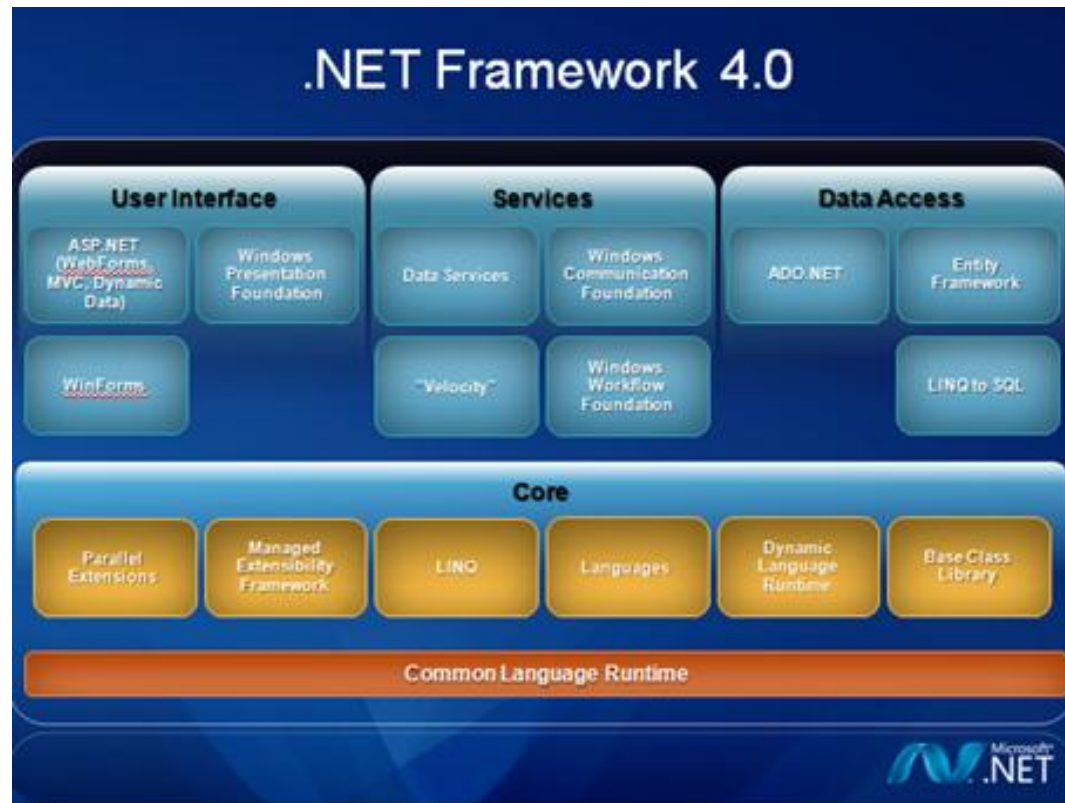 .NET Framework 4.0
User Interface
ASP.NET
(WebForms,
MVC, Dynamic
Data)
Windows
Presentation
Foundation
WinForms
Services
Data Services
Windows
Communication
Foundation
"Velocity"
Windows
Workflow
Foundation
Data Access
ADO.NET
Entity
Framework
LINQ to SQL
Core
Parallel
Extensions
Managed
Extensibility
Framework
LINQ
Languages
Dynamic
Language
Runtime
Base Class
Library
Common Language Runtime
Microsoft
.NET